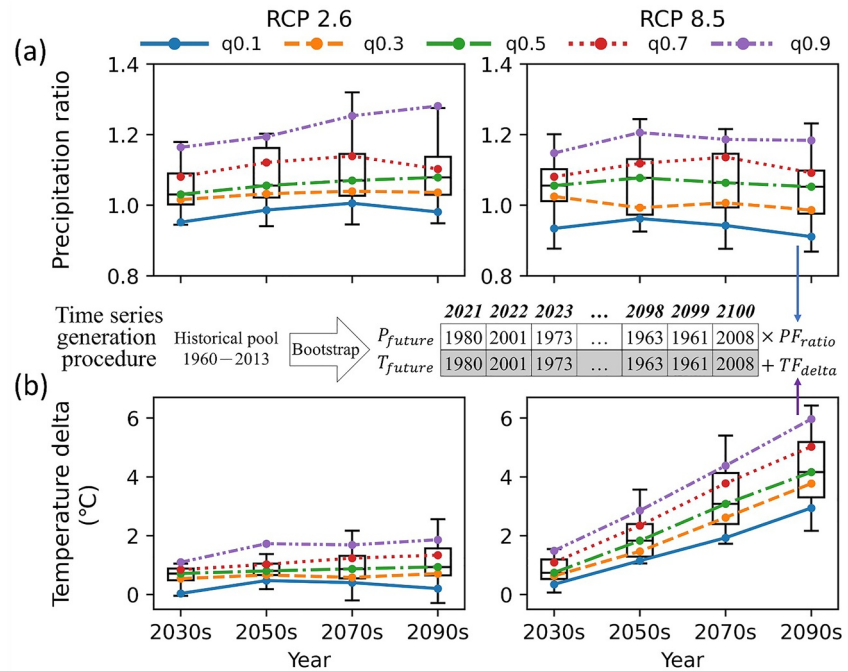 RCP 2.6 RCP 8.5
(a) q0.1 q0.3 q0.5 q0.7 q0.9
Precipitation ratio
1.4 1.4
1.2 1.2
1.0 1.0
0.8 0.8
Time series generation procedure
Historical pool
1960−2013
Bootstrap
2021 2022 2023 ... 2098 2099 2100
P_future 1980 2001 1973 ... 1963 1961 2008 × PF_ratio
T_future 1980 2001 1973 ... 1963 1961 2008 + TF_delta
(b)
Temperature delta
(°C)
6 6
4 4
2 2
0 0
2030s 2050s 2070s 2090s 2030s 2050s 2070s 2090s
Year Year